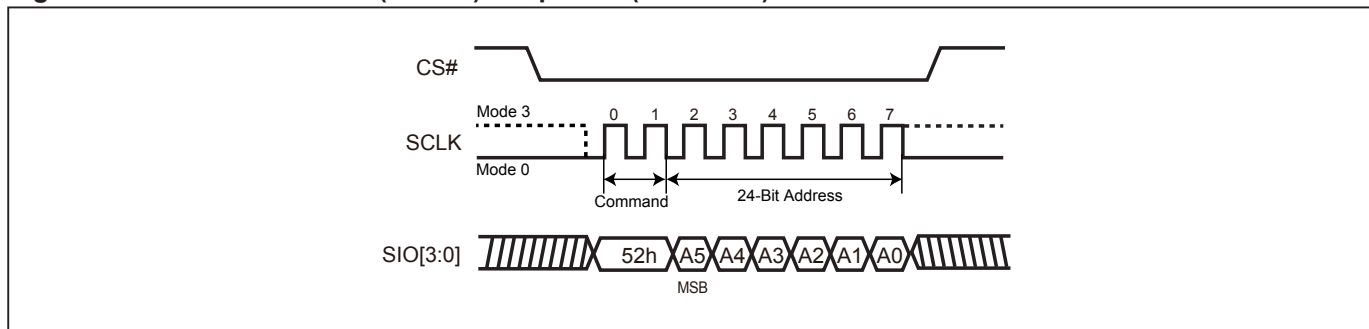 CS#
Mode 3
0 1 2 3 4 5 6 7
SCLK
Mode 0
Command
24-Bit Address
SIO[3:0]
52h A5 A4 A3 A2 A1 A0
MSB